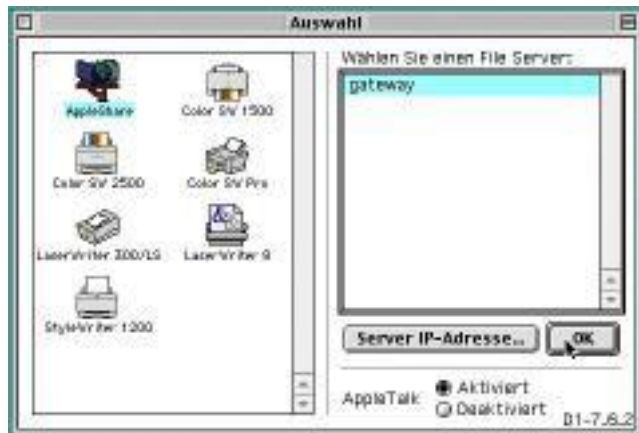 Auswahl
AppleShare
Color SW 1500
Color SW 2500
Color SW Pro
LaserWriter 300/LS
LaserWriter 8
StyleWriter 1200
Wählen Sie einen File Server:
gateway
Server IP-Adresse...
OK
AppleTalk
Aktiviert
Deaktiviert
D1-7.6.2